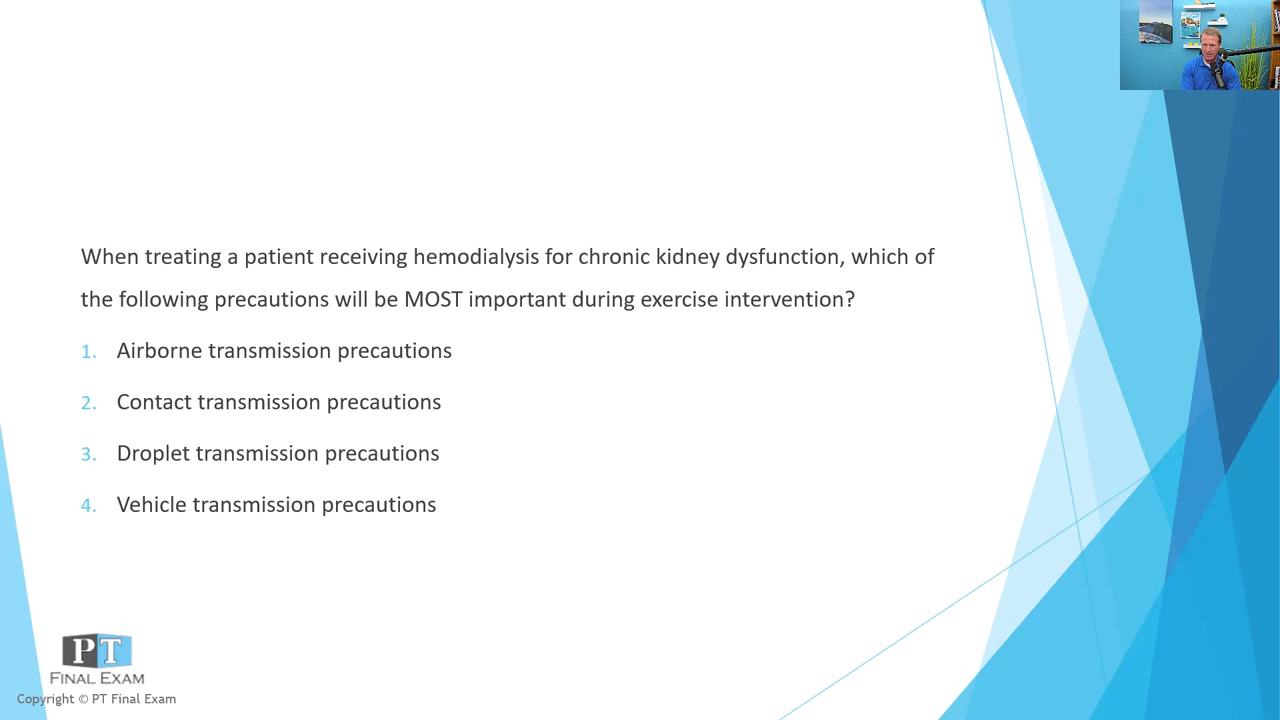 When treating a patient receiving hemodialysis for chronic kidney dysfunction, which of
the following precautions will be MOST important during exercise intervention?
1. Airborne transmission precautions
2. Contact transmission precautions
3. Droplet transmission precautions
4. Vehicle transmission precautions
PT
FINAL EXAM
Copyright © PT Final Exam